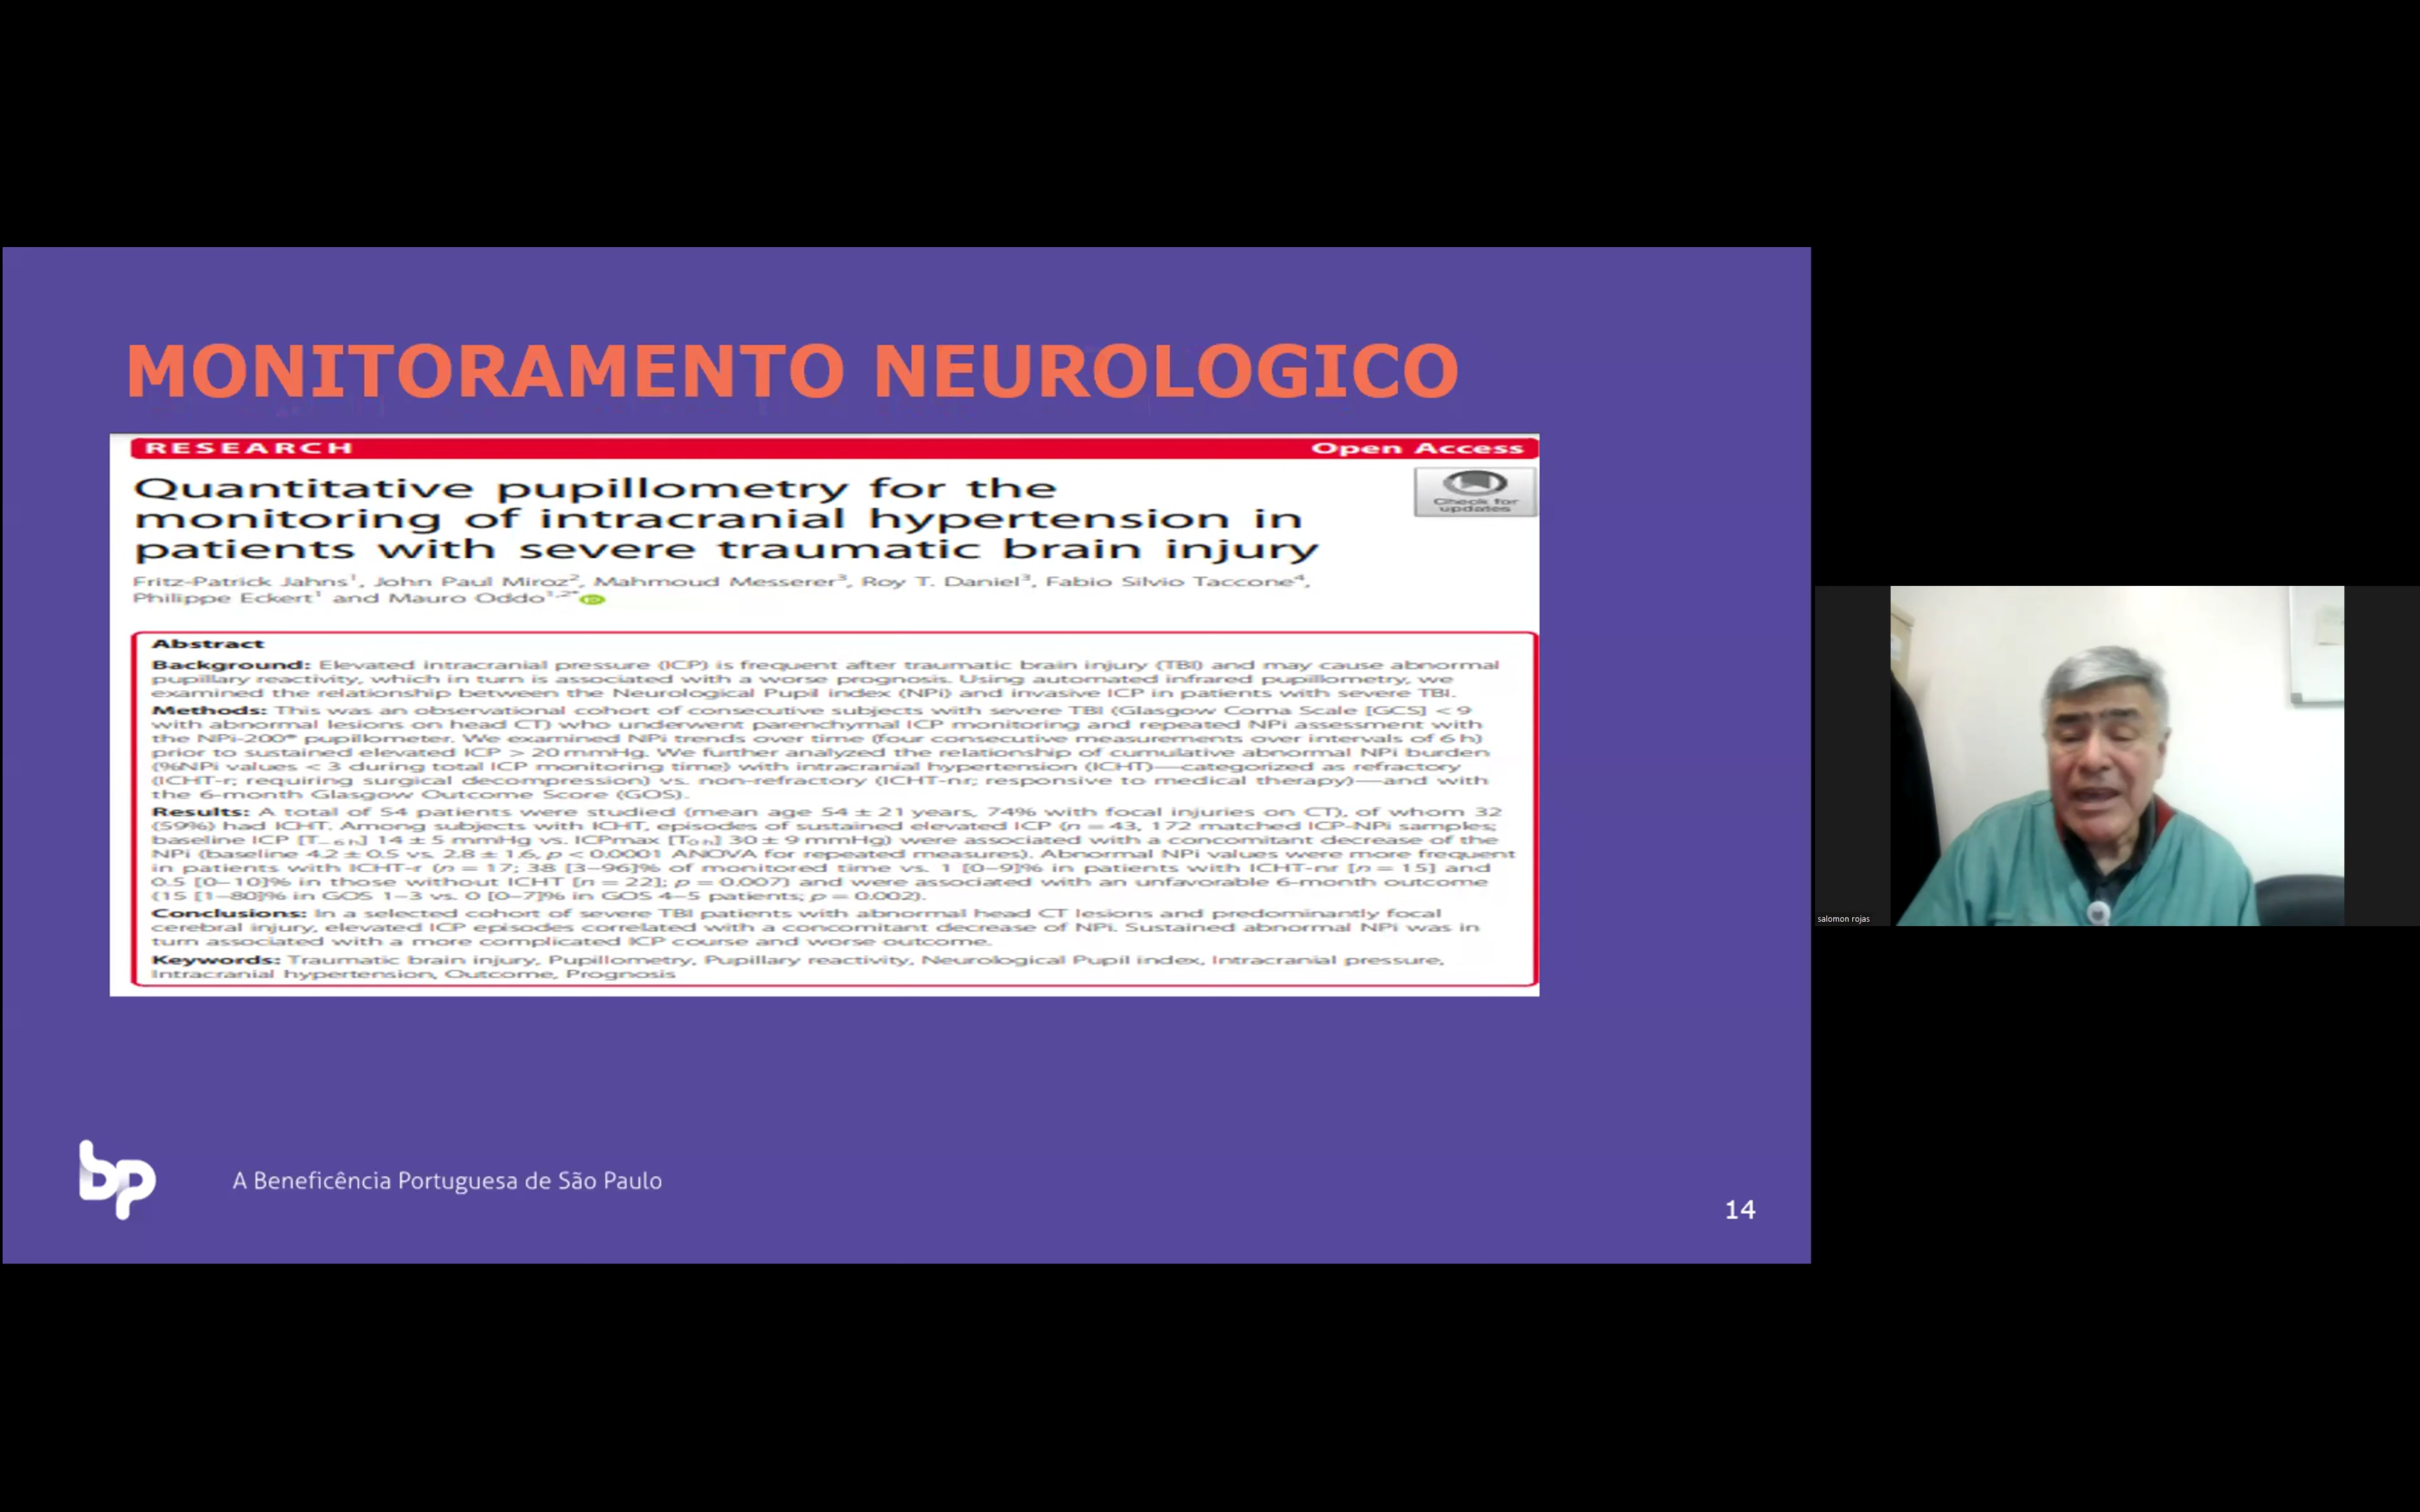 MONITORAMENTO NEUROLOGICO
RESEARCH Open Access
Quantitative pupillometry for the
monitoring of intracranial hypertension in
patients with severe traumatic brain injury
Check for
updates
Fritz-Patrick Jahns1, John Paul Miroz2, Mahmoud Messerer3, Roy T. Daniel3, Fabio Silvio Taccone4,
Philippe Eckert1 and Mauro Oddo1,2*
Abstract
Background: Elevated intracranial pressure (ICP) is frequent after traumatic brain injury (TBI) and may cause abnormal
pupillary reactivity, which in turn is associated with a worse prognosis. Using automated infrared pupillometry, we
examined the relationship between the Neurological Pupil index (NPi) and invasive ICP in patients with severe TBI.
Methods: This was an observational cohort of consecutive subjects with severe TBI (Glasgow Coma Scale [GCS] < 9
with abnormal lesions on head CT) who underwent parenchymal ICP monitoring and repeated NPi assessment with
the NPi-200® pupillometer. We examined NPi trends over time (four consecutive measurements over intervals of 6 h)
prior to sustained elevated ICP > 20 mmHg. We further analyzed the relationship of cumulative abnormal NPi burden
(%NPi values < 3 during total ICP monitoring time) with intracranial hypertension (ICHT)—categorized as refractory
(ICHT-r; requiring surgical decompression) vs. non-refractory (ICHT-nr; responsive to medical therapy)—and with
the 6-month Glasgow Outcome Score (GOS).
Results: A total of 54 patients were studied (mean age 54 ± 21 years, 74% with focal injuries on CT), of whom 32
(59%) had ICHT. Among subjects with ICHT, episodes of sustained elevated ICP (n = 43, 172 matched ICP-NPi samples;
baseline ICP [T−6h] 14 ± 5 mmHg vs. ICPmax [T0h] 30 ± 9 mmHg) were associated with a concomitant decrease of the
NPi (baseline 4.2 ± 0.5 vs. 2.8 ± 1.6, p < 0.0001 ANOVA for repeated measures). Abnormal NPi values were more frequent
in patients with ICHT-r (n = 17; 38 [3–96]% of monitored time vs. 1 [0–9]% in patients with ICHT-nr [n = 15] and
0.5 [0–10]% in those without ICHT [n = 22]; p = 0.007) and were associated with an unfavorable 6-month outcome
(15 [1–80]% in GOS 1–3 vs. 0 [0–7]% in GOS 4–5 patients; p = 0.002).
Conclusions: In a selected cohort of severe TBI patients with abnormal head CT lesions and predominantly focal
cerebral injury, elevated ICP episodes correlated with a concomitant decrease of NPi. Sustained abnormal NPi was in
turn associated with a more complicated ICP course and worse outcome.
Keywords: Traumatic brain injury, Pupillometry, Pupillary reactivity, Neurological Pupil index, Intracranial pressure,
Intracranial hypertension, Outcome, Prognosis
salomon rojas
bp
A Beneficência Portuguesa de São Paulo
14